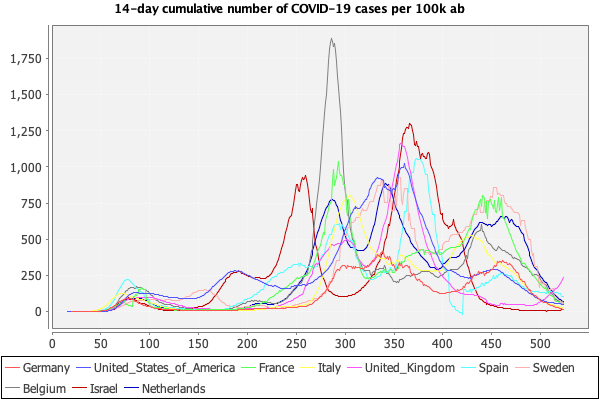 14-day cumulative number of COVID-19 cases per 100k ab
1,750
1,500
1,250
1,000
750
500
250
0
0 50 100 150 200 250 300 350 400 450 500
Germany United_States_of_America France Italy United_Kingdom Spain Sweden
Belgium Israel Netherlands